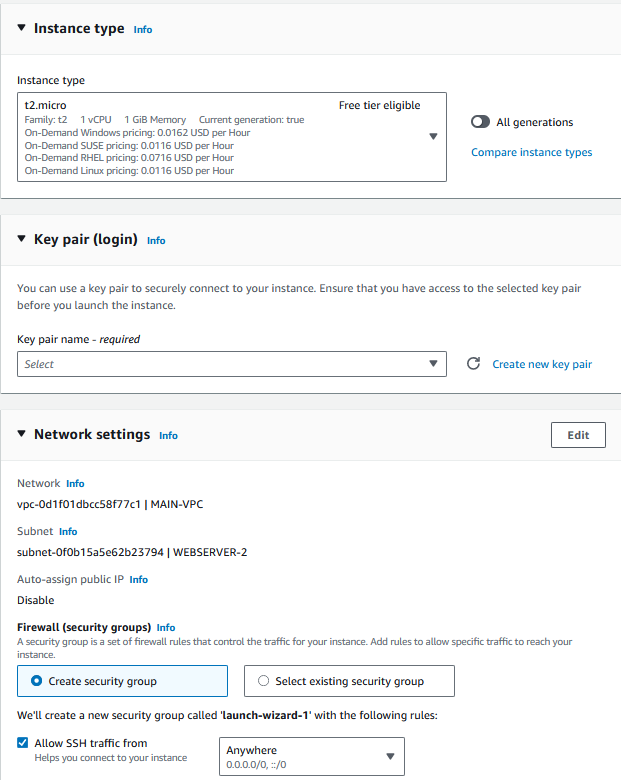 Instance type Info
Instance type
t2.micro Free tier eligible
Family: t2 1 vCPU 1 GiB Memory Current generation: true
On-Demand Windows pricing: 0.0162 USD per Hour
On-Demand SUSE pricing: 0.0116 USD per Hour
On-Demand RHEL pricing: 0.0716 USD per Hour
On-Demand Linux pricing: 0.0116 USD per Hour
All generations
Compare instance types
Key pair (login) Info
You can use a key pair to securely connect to your instance. Ensure that you have access to the selected key pair
before you launch the instance.
Key pair name - required
Select
Create new key pair
Network settings Info
Edit
Network Info
vpc-0d1f01dbcc58f77c1 | MAIN-VPC
Subnet Info
subnet-0f0b15a5e62b23794 | WEBSERVER-2
Auto-assign public IP Info
Disable
Firewall (security groups) Info
A security group is a set of firewall rules that control the traffic for your instance. Add rules to allow specific traffic to reach your
instance.
Create security group
Select existing security group
We'll create a new security group called 'launch-wizard-1' with the following rules:
Allow SSH traffic from
Helps you connect to your instance
Anywhere
0.0.0.0/0, ::/0